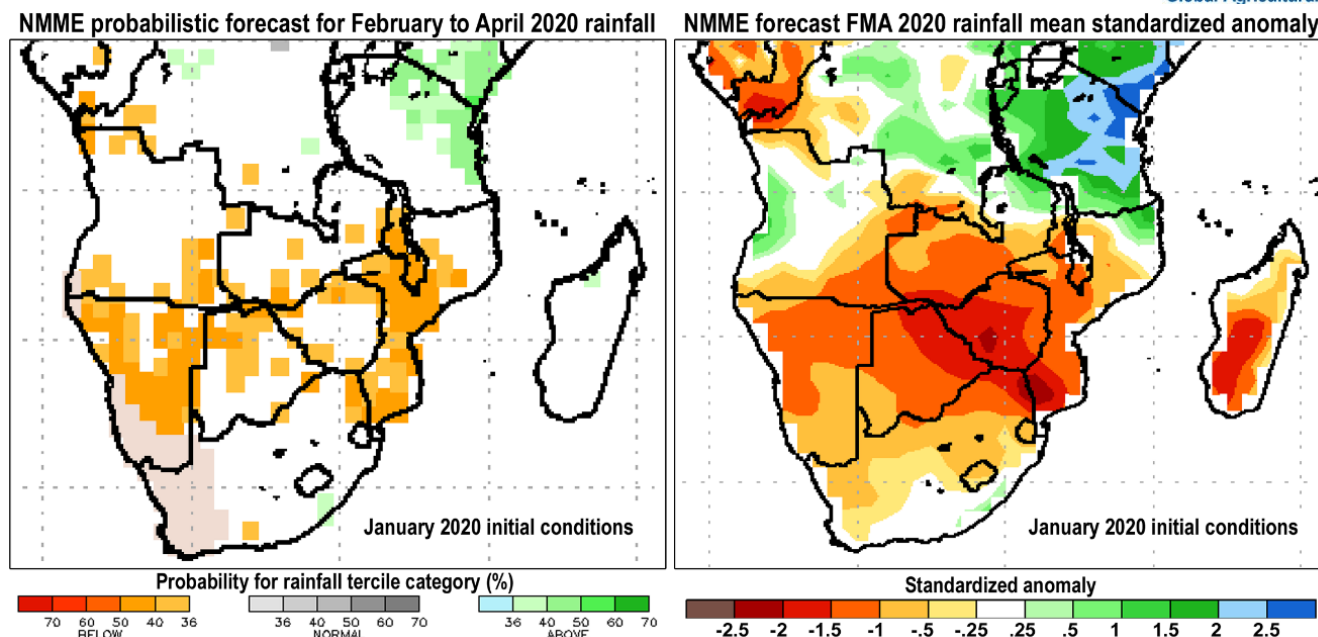 Global Agricultural
NMME probabilistic forecast for February to April 2020 rainfall
NMME forecast FMA 2020 rainfall mean standardized anomaly
January 2020 initial conditions
January 2020 initial conditions
Probability for rainfall tercile category (%)
70 60 50 40 36
BELOW
36 40 50 70
NORMAL
36 40 50 60 70
ABOVE
Standardized anomaly
-2.5 -2 -1.5 -1 -.5 -.25 .25 .5 1 1.5 2 2.5